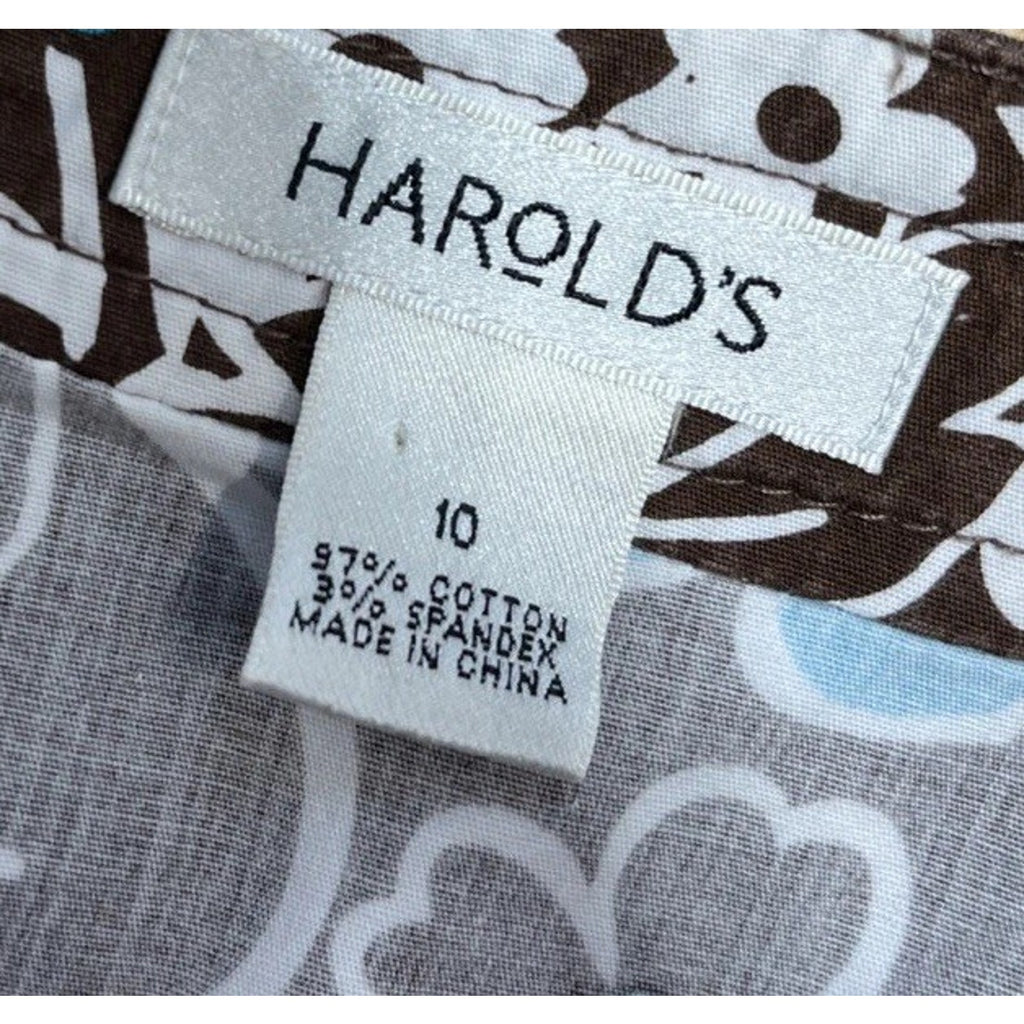 HAROLD'S
10
97% COTTON
3% SPANDEX
MADE IN CHINA